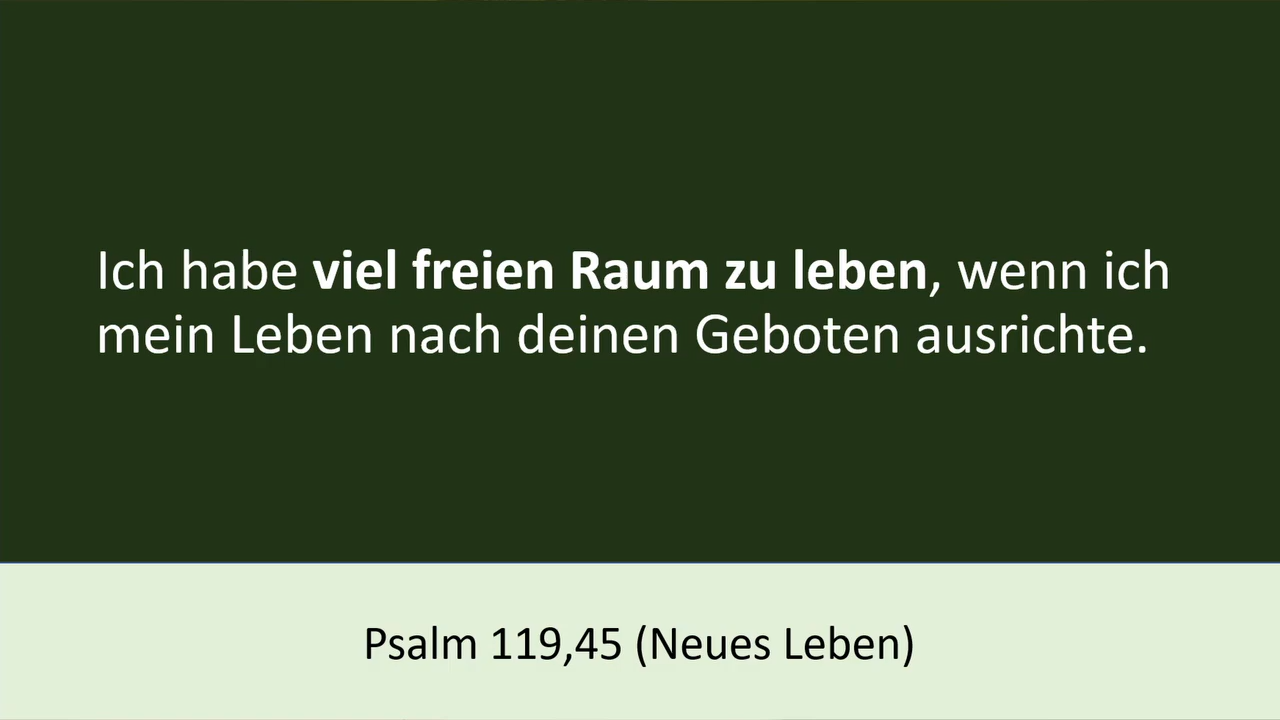 Ich habe viel freien Raum zu leben, wenn ich
mein Leben nach deinen Geboten ausrichte.
Psalm 119,45 (Neues Leben)